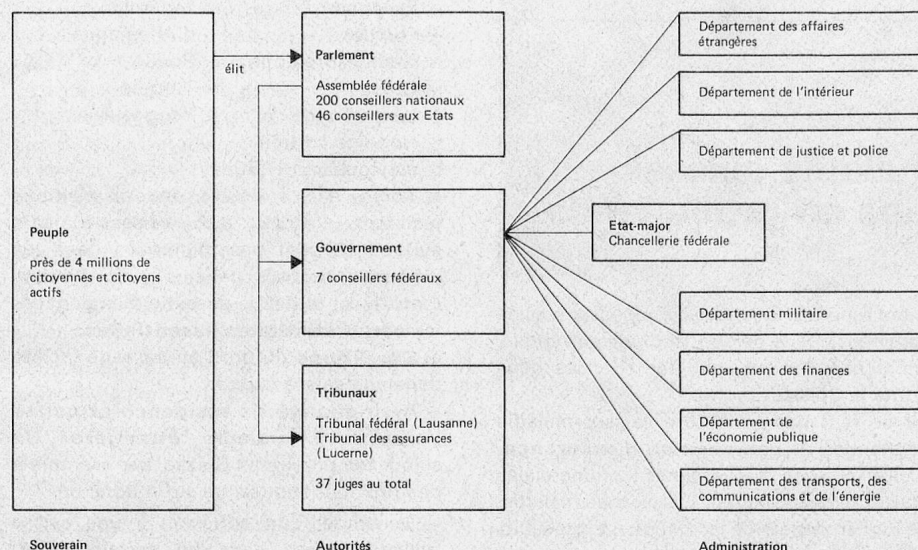 Peuple
près de 4 millions de
citoyennes et citoyens
actifs
Souverain
élit
Parlement
Assemblée fédérale
200 conseillers nationaux
46 conseillers aux Etats
Gouvernement
conseillers fédéraux
Tribunaux
Tribunal fédéral (Lausanne)
Tribunal des assurances
(Lucerne)
37 juges au total
Autorités
Département des affaires
étrangères
Département de l'intérieur
Département de justice et police
Etat-major
Chancellerie fédérale
Département militaire
Département des finances
Département de
l'économie publique
Département des transports, des
communications et de l'énergie
Administration